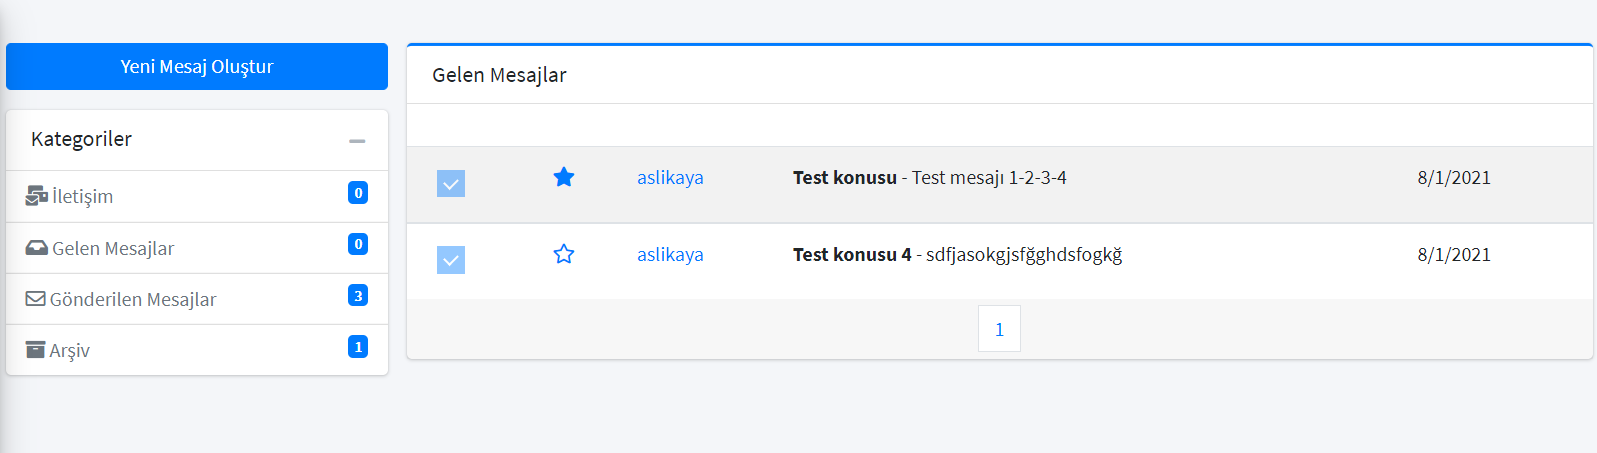 Yeni Mesaj Oluştur
Kategoriler
İletişim 0
Gelen Mesajlar 0
Gönderilen Mesajlar 3
Arşiv 1
Gelen Mesajlar
aslikaya Test konusu - Test mesajı 1-2-3-4 8/1/2021
aslikaya Test konusu 4 - sdfjasokgjsfğghdsfogkğ 8/1/2021
1